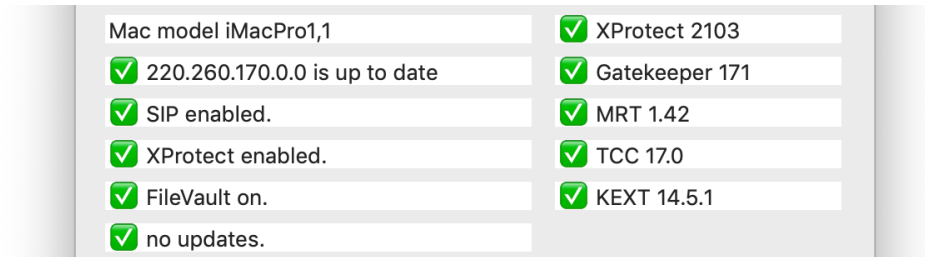 Mac model iMacPro1,1
✅ 220.260.170.0.0 is up to date
✅ SIP enabled.
✅ XProtect enabled.
✅ FileVault on.
✅ no updates.
✅ XProtect 2103
✅ Gatekeeper 171
✅ MRT 1.42
✅ TCC 17.0
✅ KEXT 14.5.1